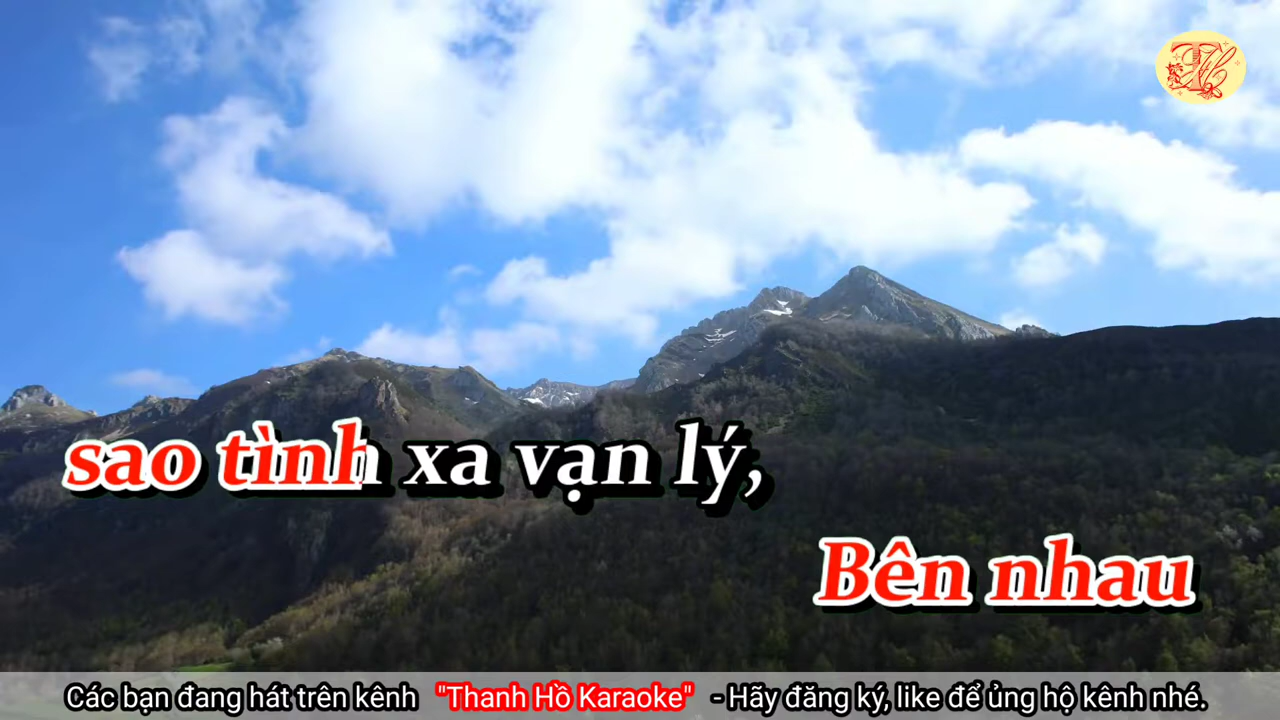 sao tình xa vạn lý,
Bên nhau
Các bạn đang hát trên kênh "Thanh Hồ Karaoke" - Hãy đăng ký, like để ủng hộ kênh nhé.